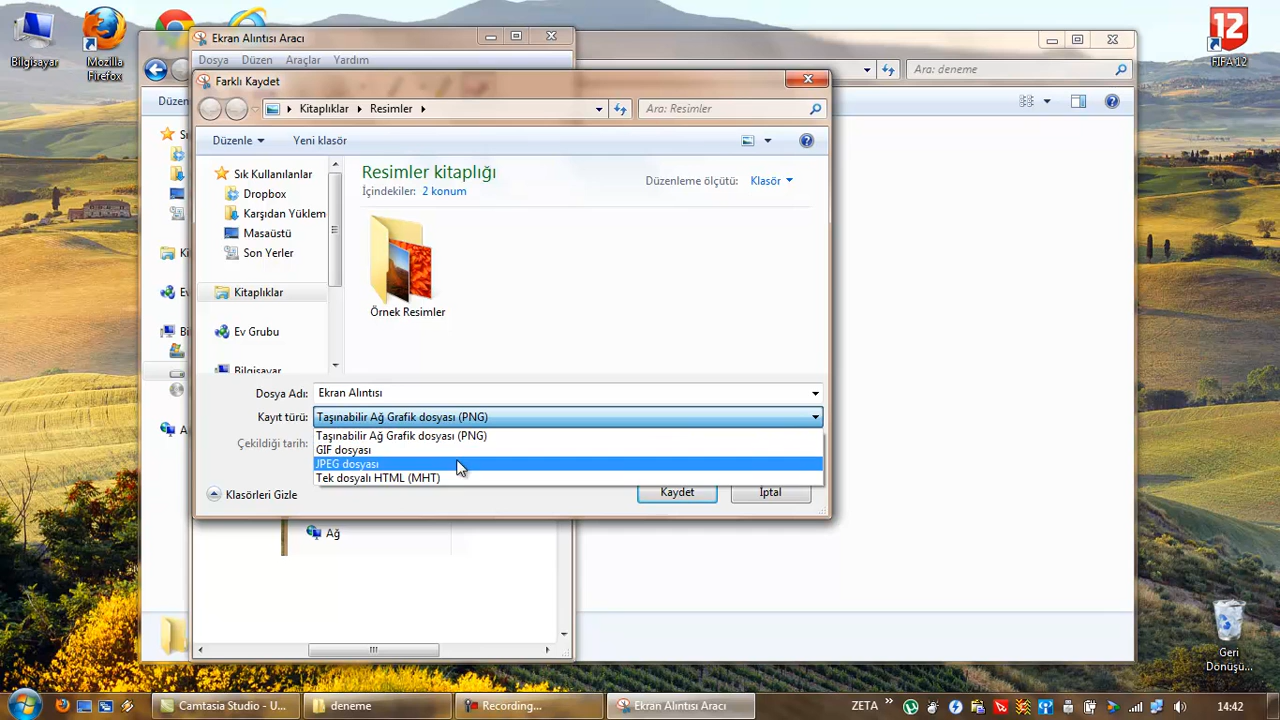 Bilgisayar
Mozilla
Firefox
FIFA 12
12
Ekran Alıntısı Aracı
Dosya Düzen Araçlar Yardım
Ara: deneme
Düzen
Farklı Kaydet
Kitaplıklar Resimler
Ara: Resimler
Düzenle Yeni klasör
Sık Kullanılanlar
Dropbox
Karşıdan Yüklem
Masaüstü
Son Yerler
Kitaplıklar
Ev Grubu
Bilgisayar
Resimler kitaplığı
İçindekiler: 2 konum
Düzenleme ölçütü: Klasör
Örnek Resimler
Dosya Adı: Ekran Alıntısı
Kayıt türü: Taşınabilir Ağ Grafik dosyası (PNG)
Çekildiği tarih:
Taşınabilir Ağ Grafik dosyası (PNG)
GIF dosyası
JPEG dosyası
Tek dosyalı HTML (MHT)
Klasörleri Gizle
Kaydet
İptal
Ağ
Geri
Dönüşü...
Camtasia Studio - U...
deneme
Recording...
Ekran Alıntısı Aracı
ZETA
14:42